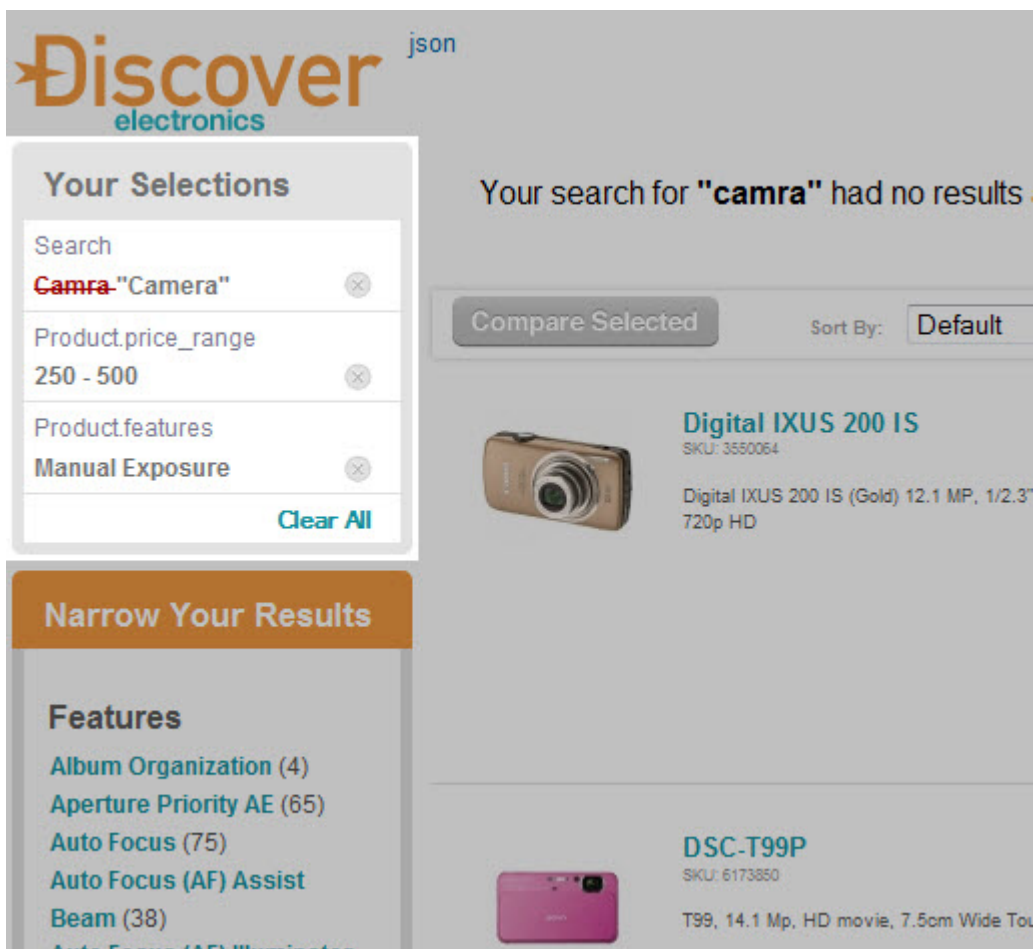 Discover
electronics
json
Your Selections
Search
Camra "Camera"
Product.price_range
250 - 500
Product.features
Manual Exposure
Clear All
Your search for "camra" had no results
Compare Selected
Sort By:
Default
Digital IXUS 200 IS
SKU: 3550064
Digital IXUS 200 IS (Gold) 12.1 MP, 1/2.3"
720p HD
Narrow Your Results
Features
Album Organization (4)
Aperture Priority AE (65)
Auto Focus (75)
Auto Focus (AF) Assist
Beam (38)
Auto Focus (AF) Illuminator
DSC-T99P
SKU: 6173850
T99, 14.1 Mp, HD movie, 7.5cm Wide